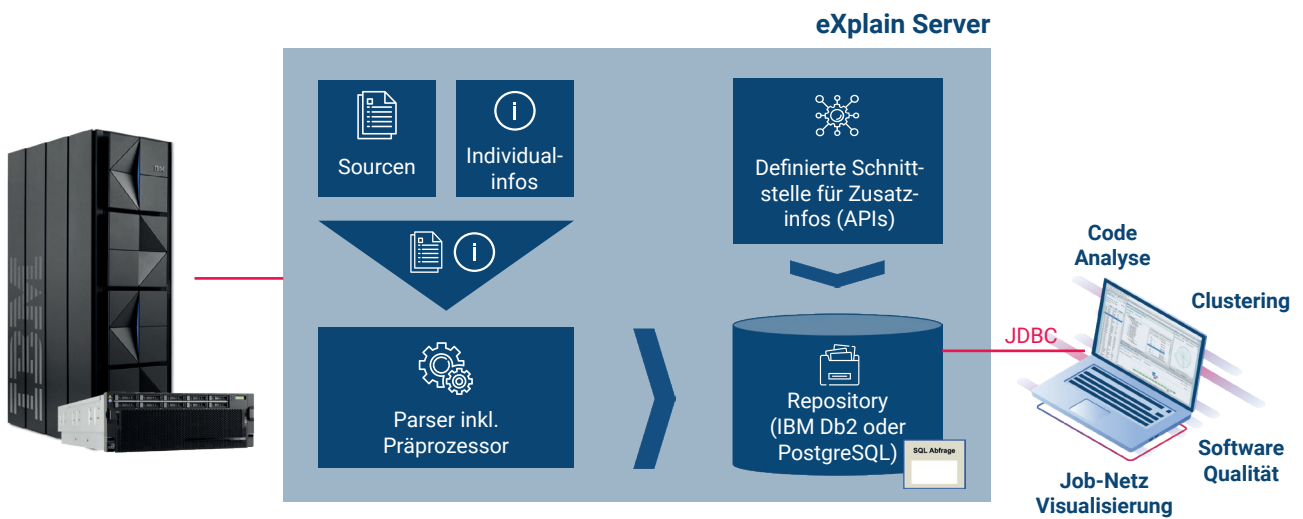 eXplain Server
Sourcen
Individual-
infos
Definierte Schnitt-
stelle für Zusatz-
infos (APIs)
Parser inkl.
Präprozessor
Repository
(IBM Db2 oder
PostgreSQL)
SQL Abfrage
JDBC
Code
Analyse
Clustering
Software
Qualität
Job-Netz
Visualisierung
IBM